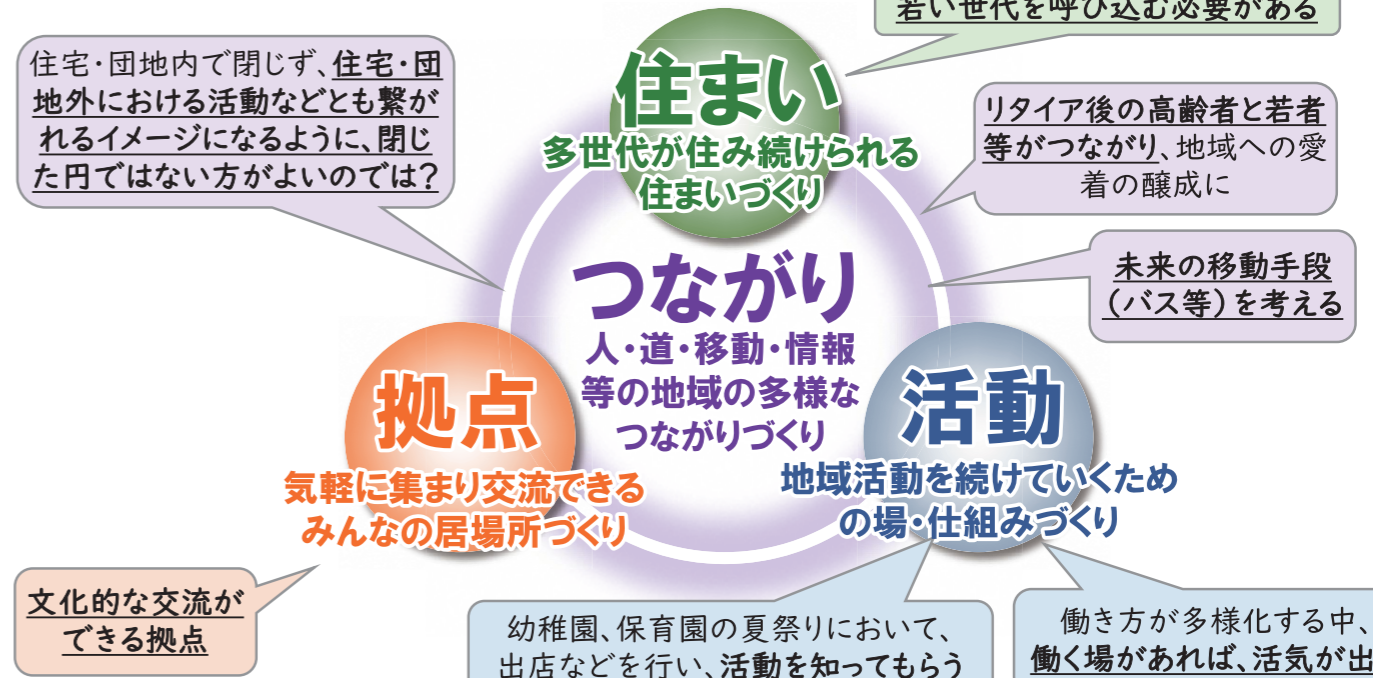 若い世代を呼び込む必要がある
住宅・団地内で閉じず、住宅・団
地外における活動などとも繋が
れるイメージになるように、閉じ
た円ではない方がよいのでは?
住まい
多世代が住み続けられる
住まいづくり
リタイア後の高齢者と若者
等がつながり、地域への愛
着の醸成に
未来の移動手段
(バス等)を考える
つながり
人・道・移動・情報
等の地域の多様な
つながりづくり
拠点
気軽に集まり交流できる
みんなの居場所づくり
活動
地域活動を続けていくため
の場・仕組みづくり
文化的な交流が
できる拠点
幼稚園、保育園の夏祭りにおいて、
出店などを行い、活動を知ってもらう
働き方が多様化する中、
働く場があれば、活気が出